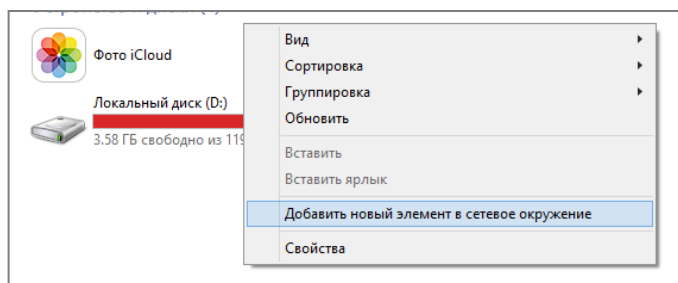 Фото iCloud
Локальный диск (D:)
3.58 ГБ свободно из 119
Вид
Сортировка
Группировка
Обновить
Вставить
Вставить ярлык
Добавить новый элемент в сетевое окружение
Свойства